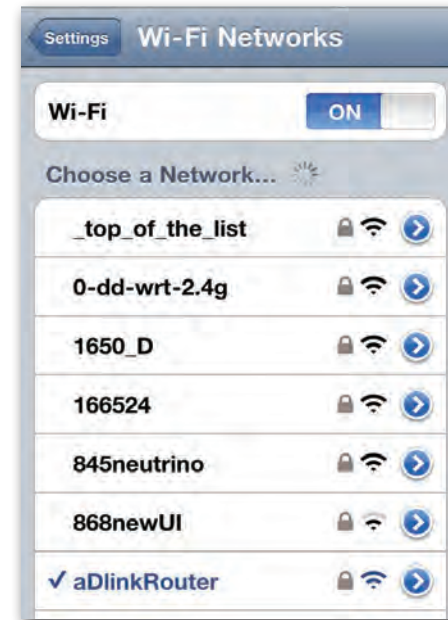 Settings
Wi-Fi Networks
Wi-Fi
ON
Choose a Network...
_top_of_the_list
0-dd-wrt-2.4g
1650_D
166524
845neutrino
868newUI
✓ aDlinkRouter